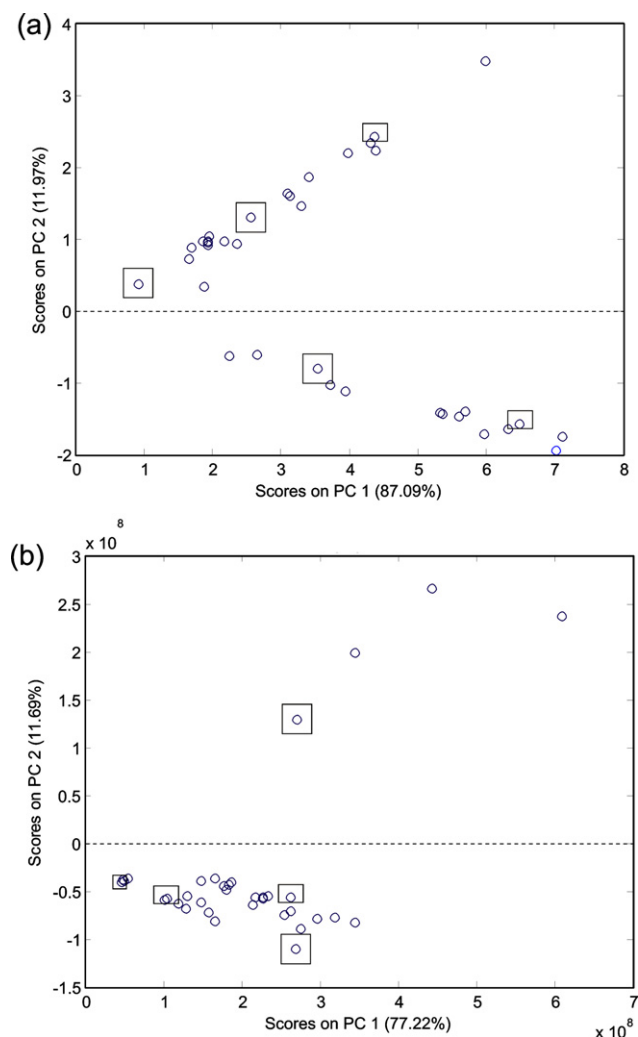 (a)
4
3
2
1
0
-1
-2
Scores on PC 2 (11.97%)
0 1 2 3 4 5 6 7 8
Scores on PC 1 (87.09%)
(b)
x 10^8
3
2.5
2
1.5
1
0.5
0
-0.5
-1
-1.5
Scores on PC 2 (11.69%)
0 1 2 3 4 5 6 7
Scores on PC 1 (77.22%)
x 10^8